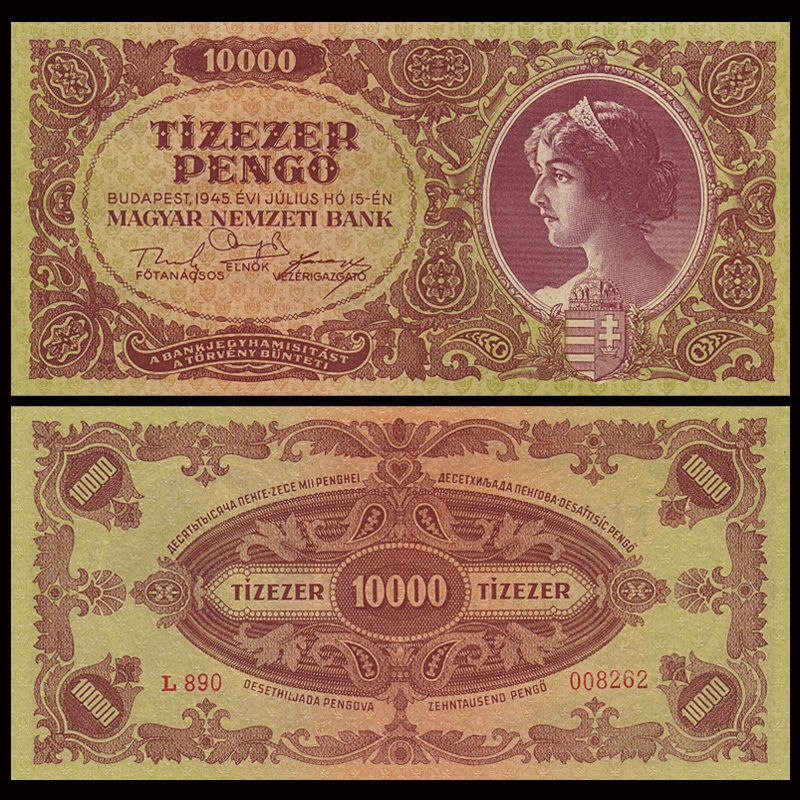 10000
TÍZEZER
PENGŐ
BUDAPEST, 1945. ÉVI JÚLIUS HÓ 15-ÉN
MAGYAR NEMZETI BANK
FŐTANÁCSOS ELNÖK VEZÉRIGAZGATÓ
A BANKJEGYHAMISITÁST
A TÖRVÉNY BÜNTETI
10000
10000
ДЕСЯТЬТЫСЯЧА ПЕНГЕ-ZECE MII PENGHEI
ДЕСЕТХИЉАДА ПЕНГОВА-DESAŤTISÍC PENGŐ
TÍZEZER 10000 TÍZEZER
L 890
008262
DESETHILJADA PENGOVA
ZEHNTAUSEND PENGŐ
10000
10000